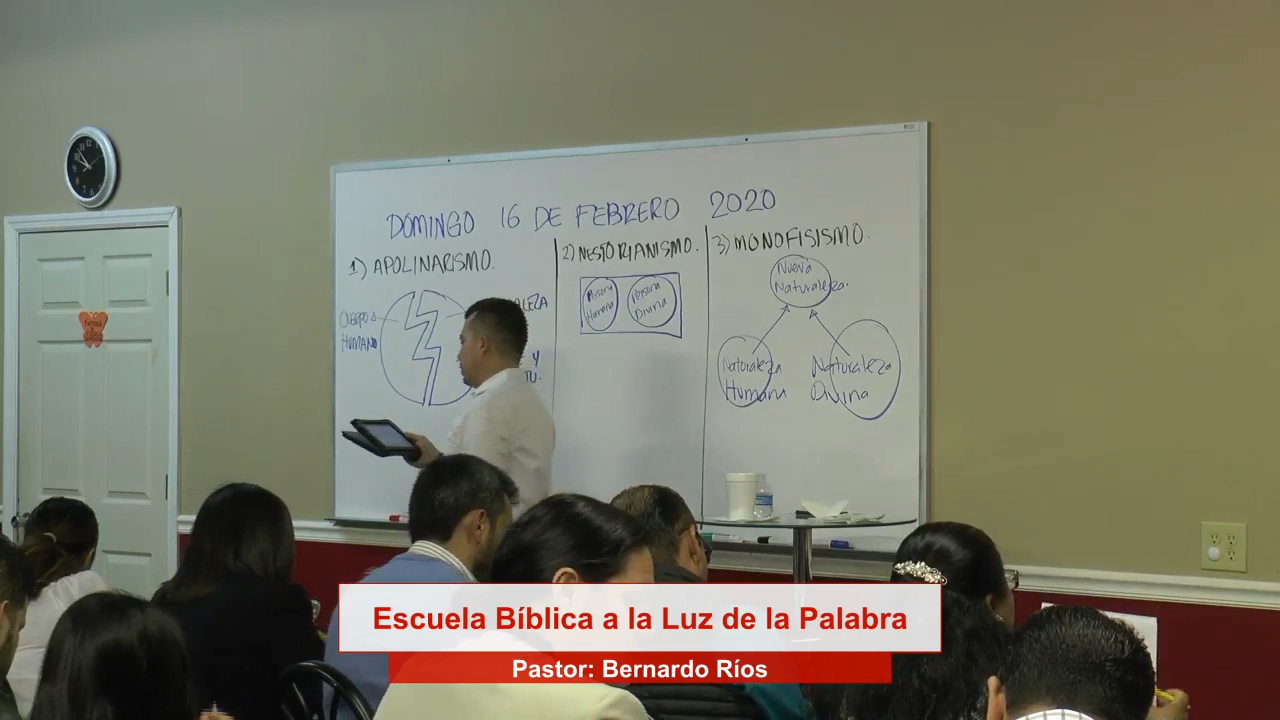 DOMINGO 16 DE FEBRERO 2020
1) APOLINARISMO.
2) NESTORIANISMO.
3) MONOFISISMO.
CUERPO
HUMANO
Persona
Humana
Persona
Divina
Nueva
Naturaleza.
Naturaleza
Humana
Naturaleza
Divina
Y
Escuela Bíblica a la Luz de la Palabra
Pastor: Bernardo Ríos